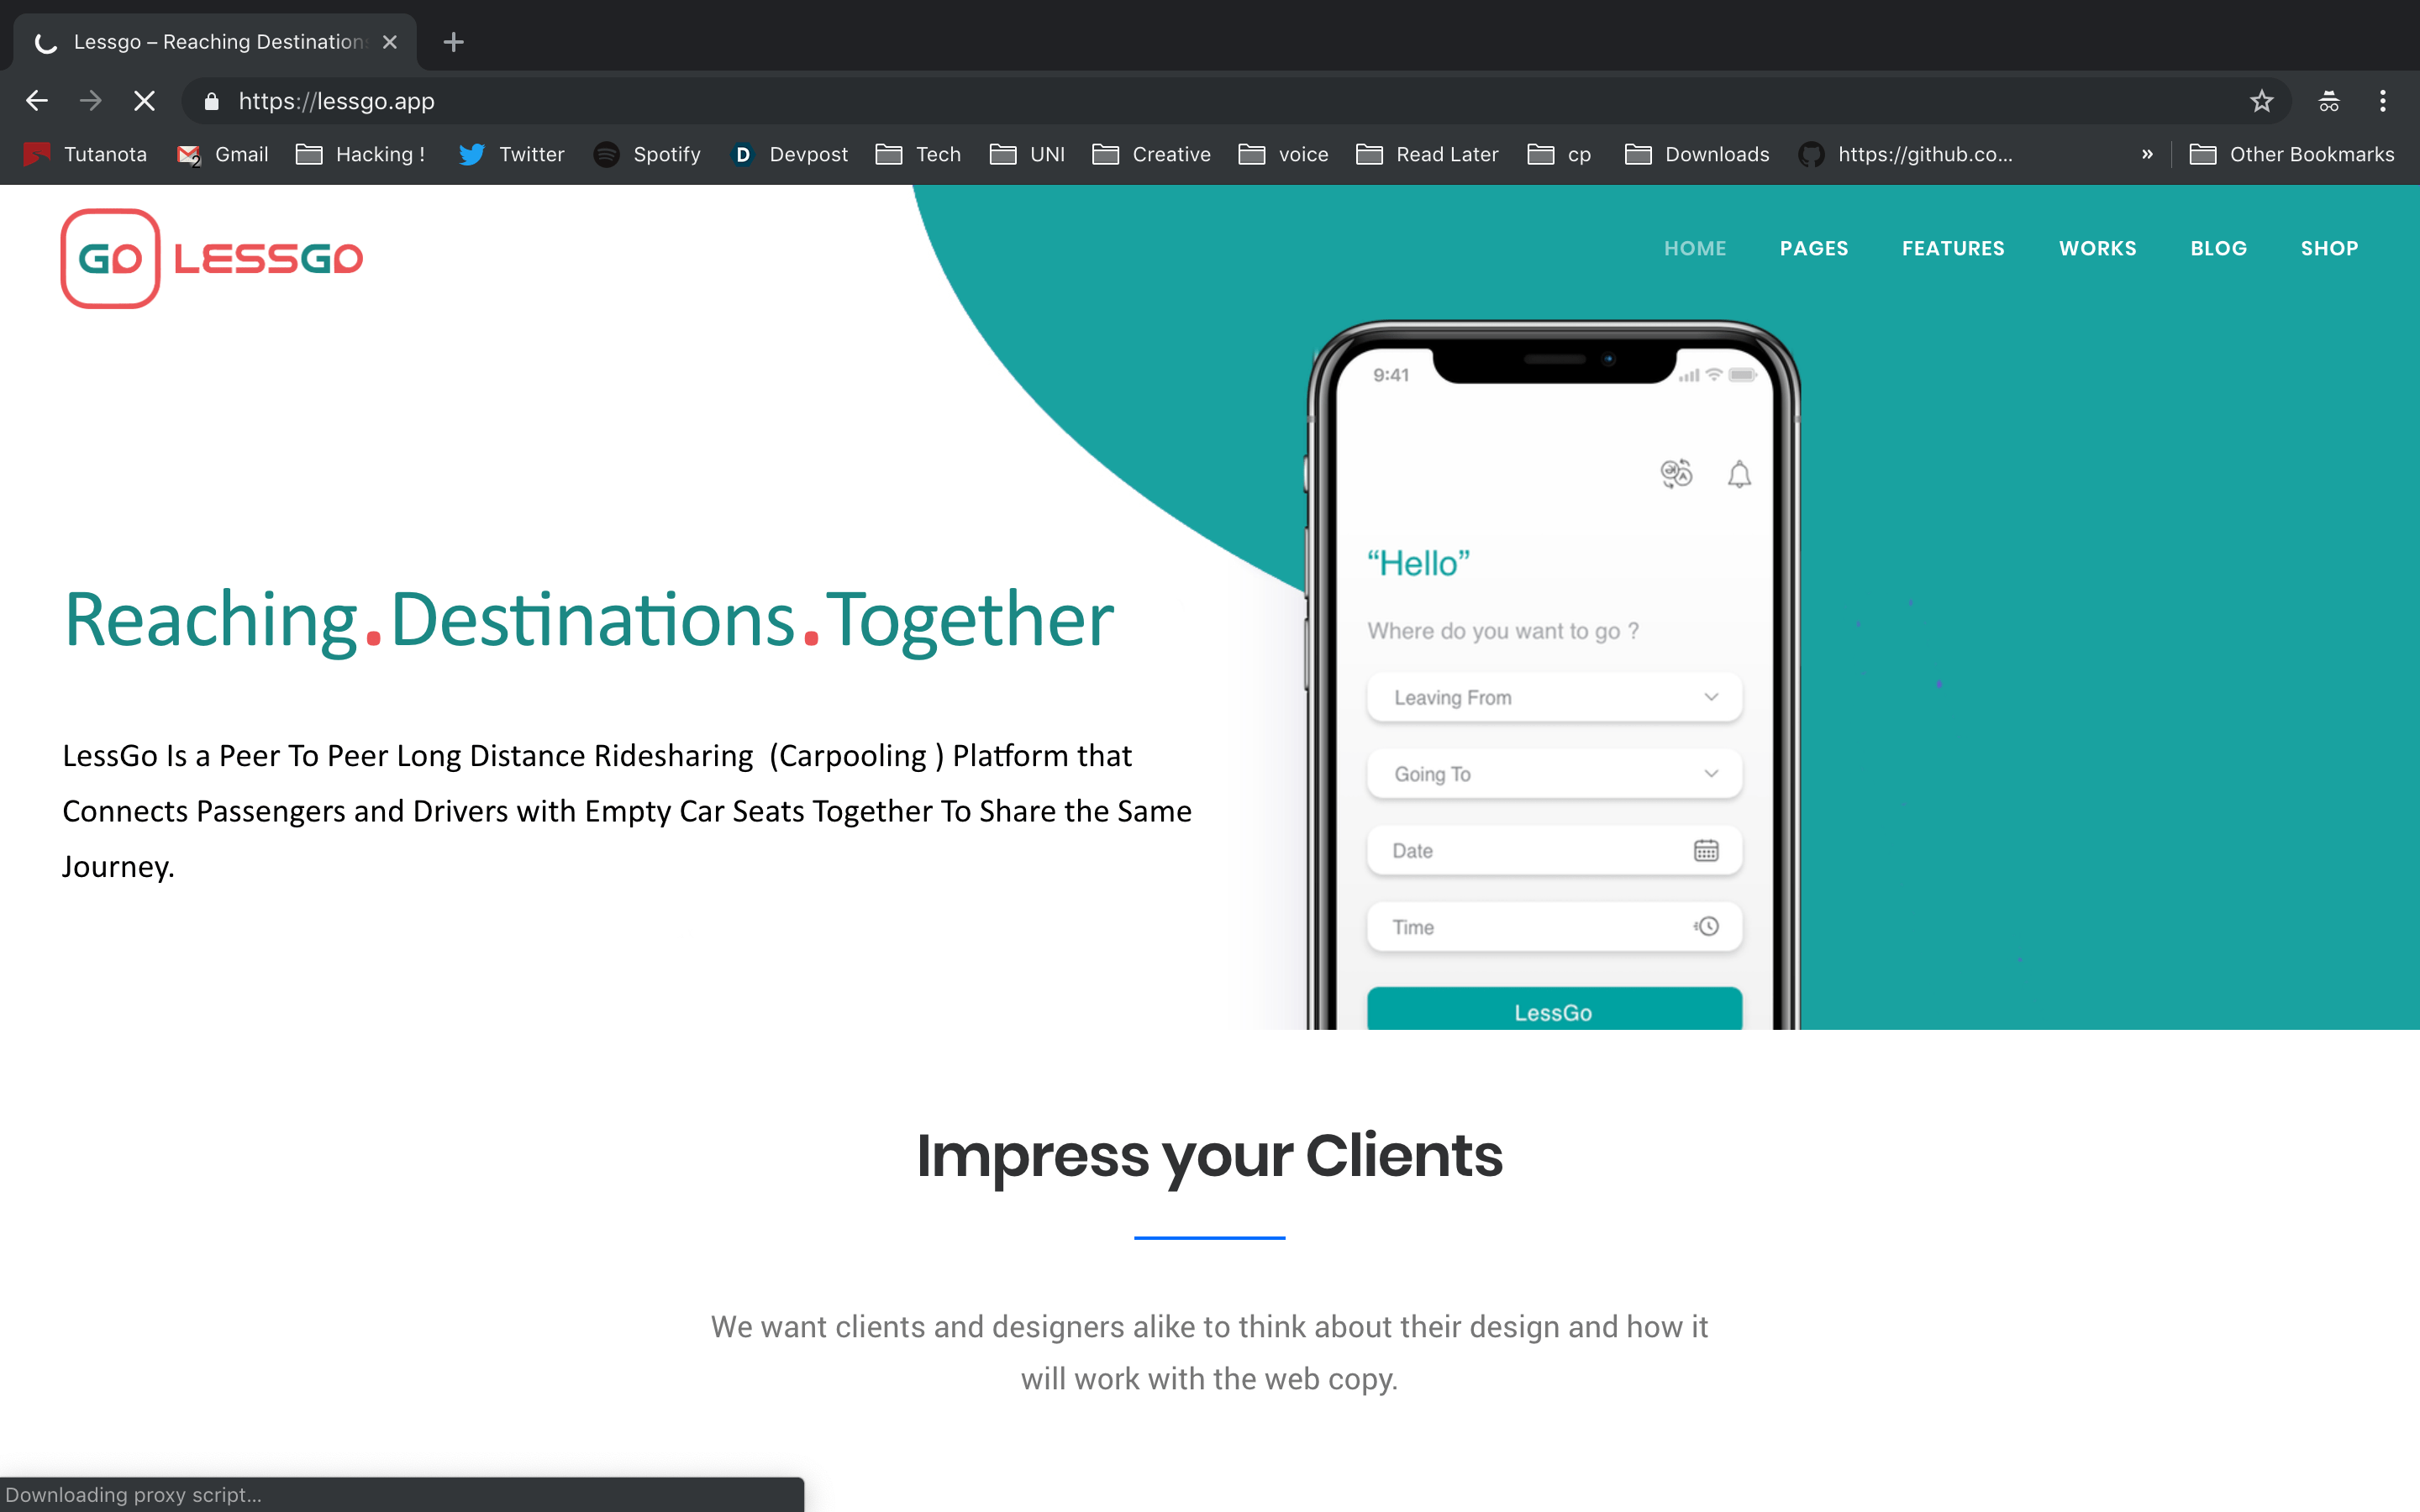 Lessgo – Reaching Destination
https://lessgo.app
Tutanota
2
Gmail
Hacking !
Twitter
Spotify
D
Devpost
Tech
UNI
Creative
voice
Read Later
cp
Downloads
https://github.co...
»
Other Bookmarks
GO LESSGO
HOME
PAGES
FEATURES
WORKS
BLOG
SHOP
9:41
“Hello”
Where do you want to go ?
Leaving From
Going To
Date
Time
LessGo
Reaching.Destinations.Together
LessGo Is a Peer To Peer Long Distance Ridesharing (Carpooling ) Platform that
Connects Passengers and Drivers with Empty Car Seats Together To Share the Same
Journey.
Impress your Clients
We want clients and designers alike to think about their design and how it
will work with the web copy.
Downloading proxy script...